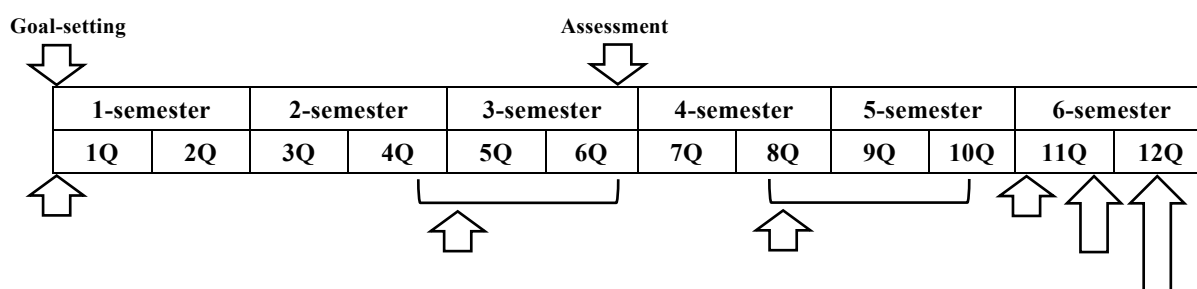 Goal-setting Assessment
1-semester 2-semester 3-semester 4-semester 5-semester 6-semester
1Q 2Q 3Q 4Q 5Q 6Q 7Q 8Q 9Q 10Q 11Q 12Q